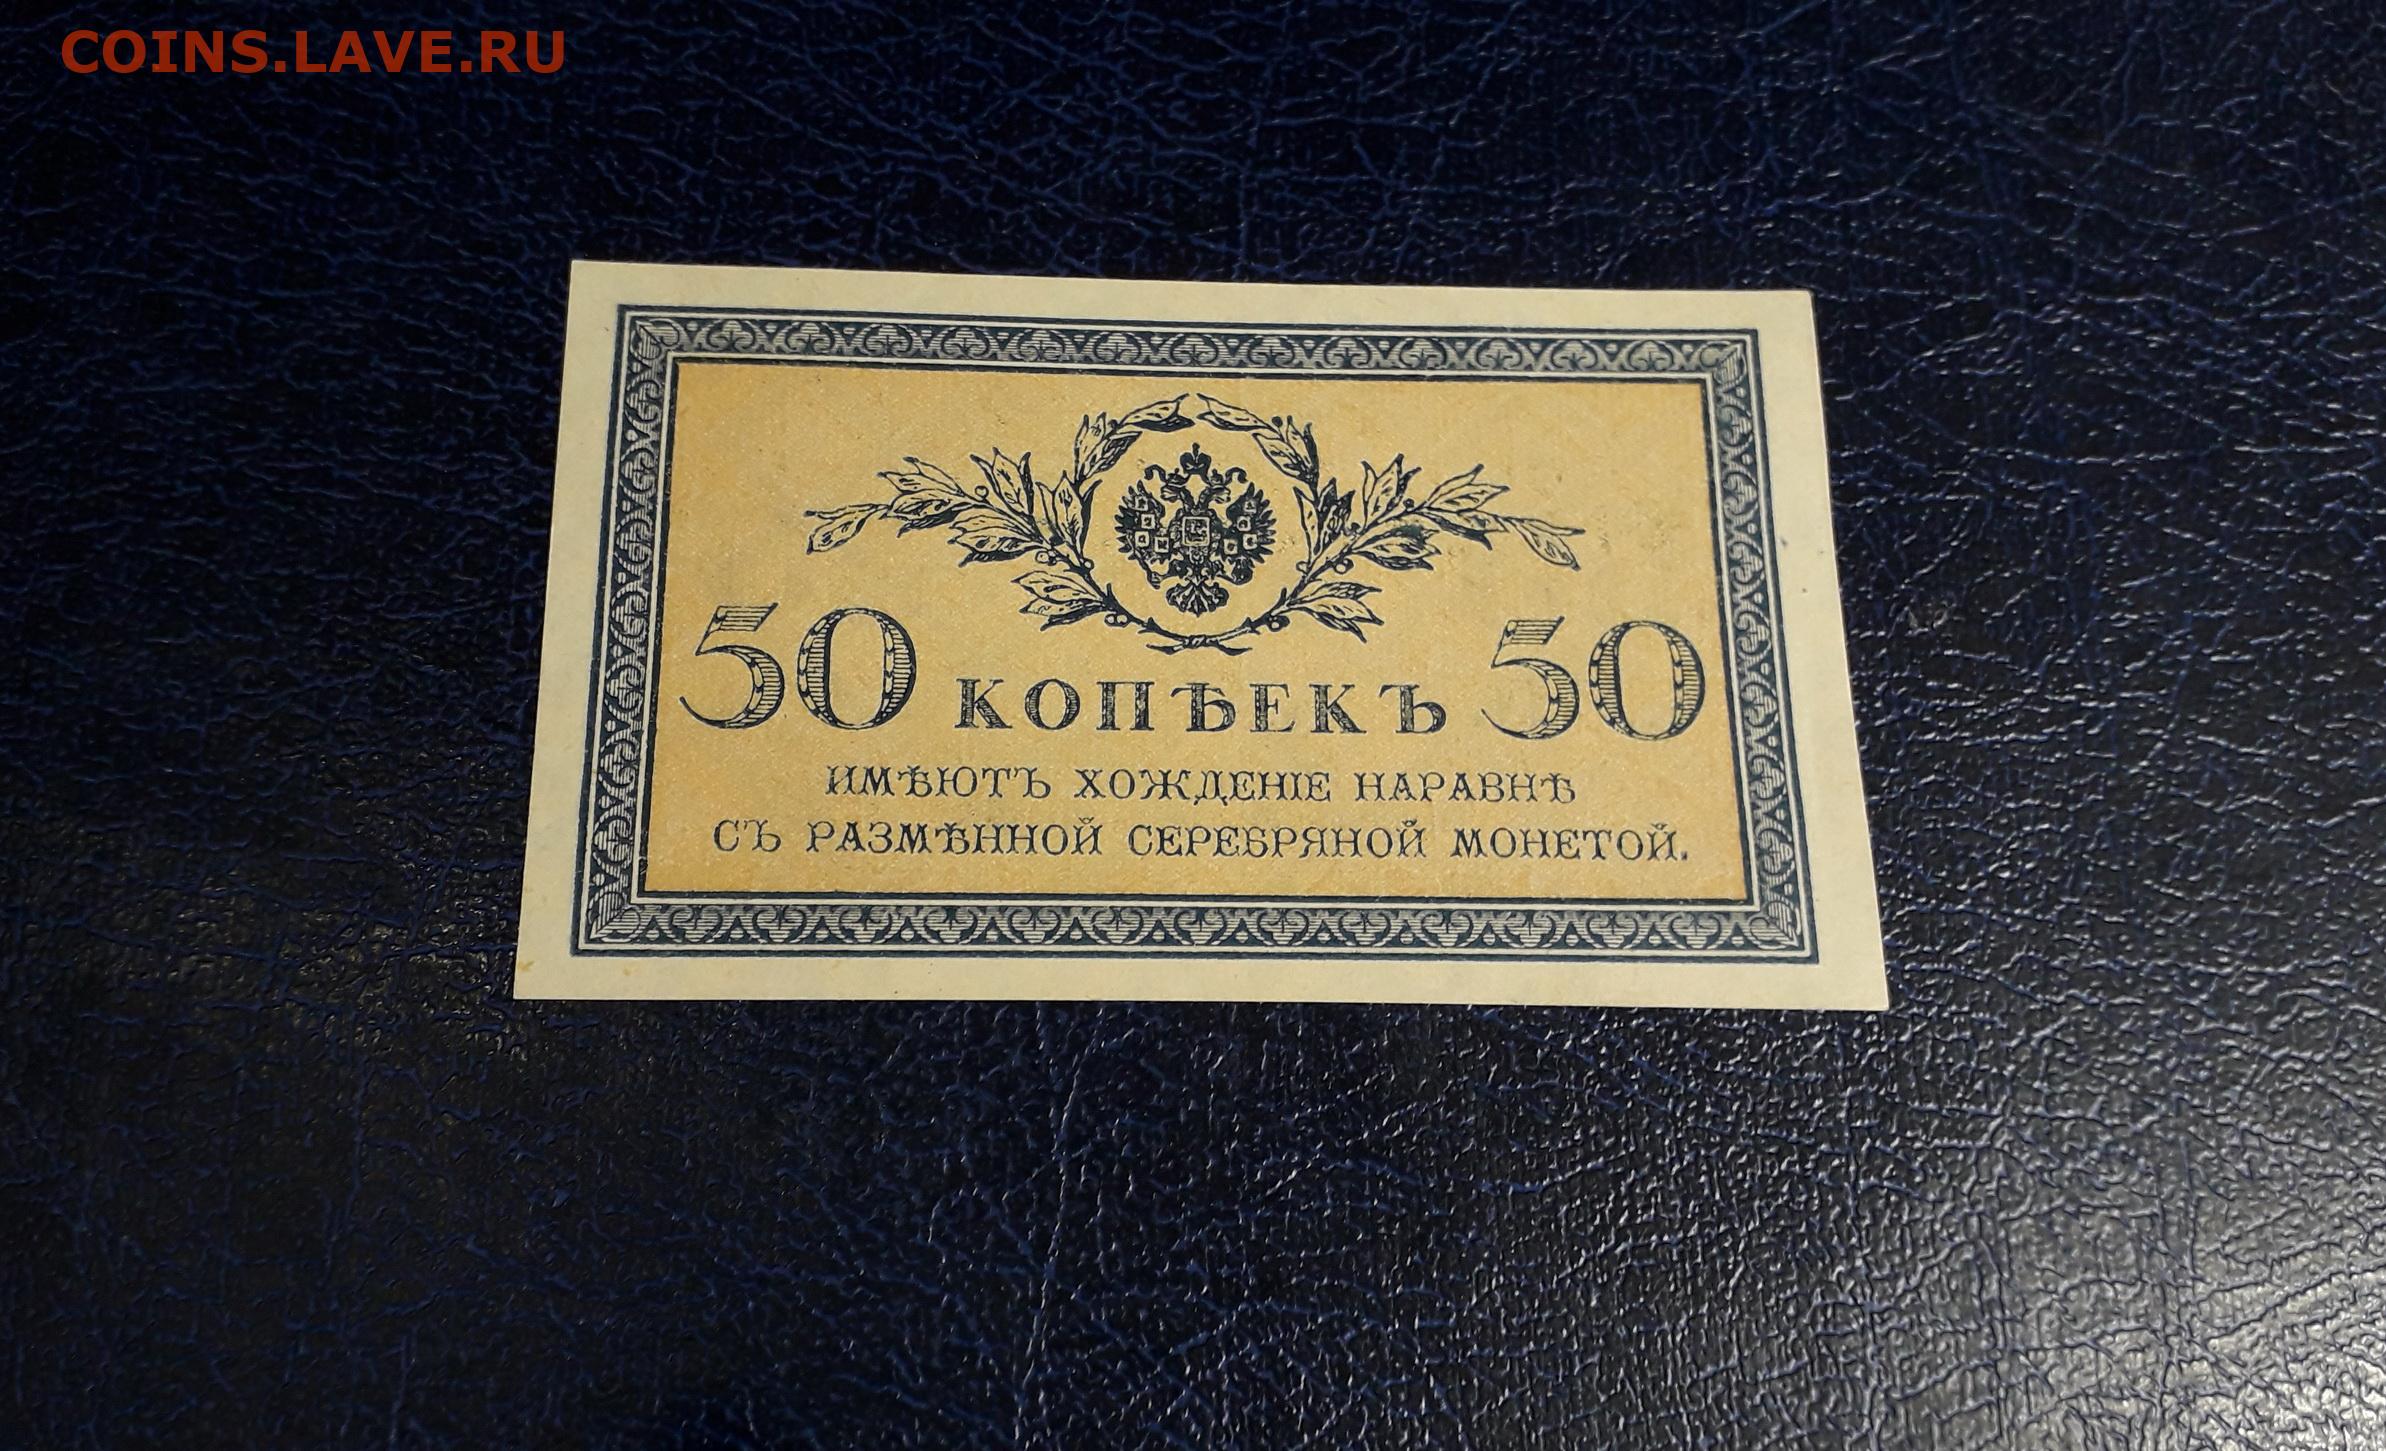 COINS.LAVE.RU
50 КОПѢЕКЪ 50
ИМѢЮТЪ ХОЖДЕНІЕ НАРАВНѢ
СЪ РАЗМѢННОЙ СЕРЕБРЯНОЙ МОНЕТОЙ.